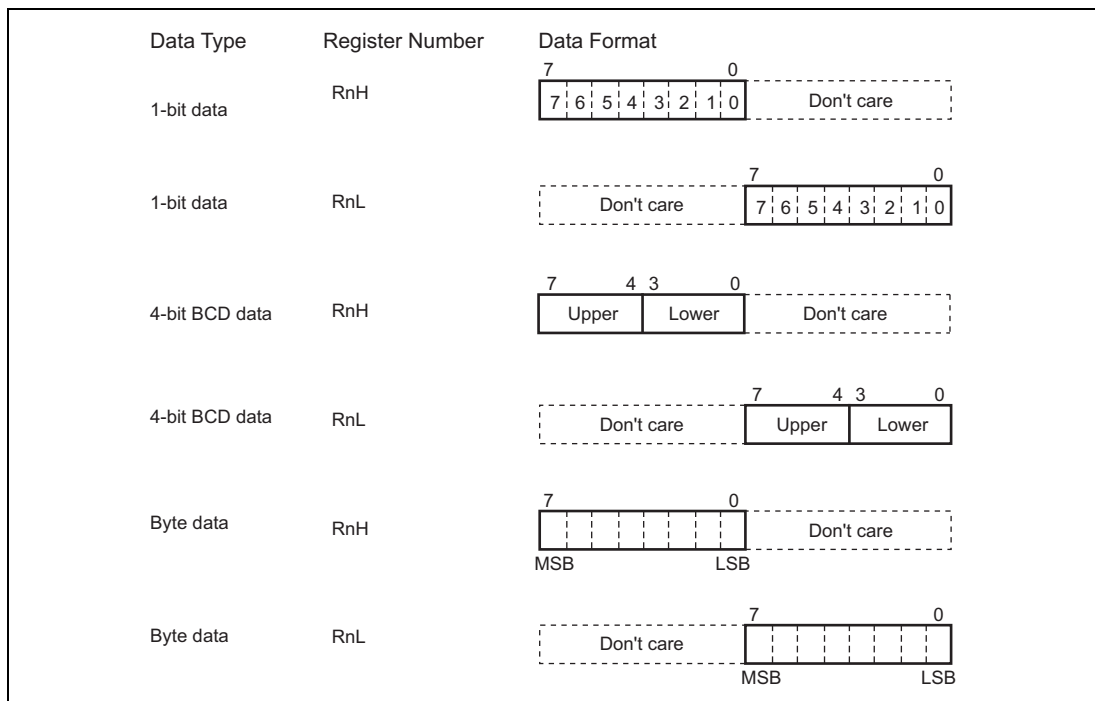 Data Type Register Number Data Format
7 0
1-bit data RnH 7 6 5 4 3 2 1 0 Don't care
7 0
1-bit data RnL Don't care 7 6 5 4 3 2 1 0
7 4 3 0
4-bit BCD data RnH Upper Lower Don't care
7 4 3 0
4-bit BCD data RnL Don't care Upper Lower
7 0
Byte data RnH Don't care
MSB LSB
7 0
Byte data RnL Don't care
MSB LSB